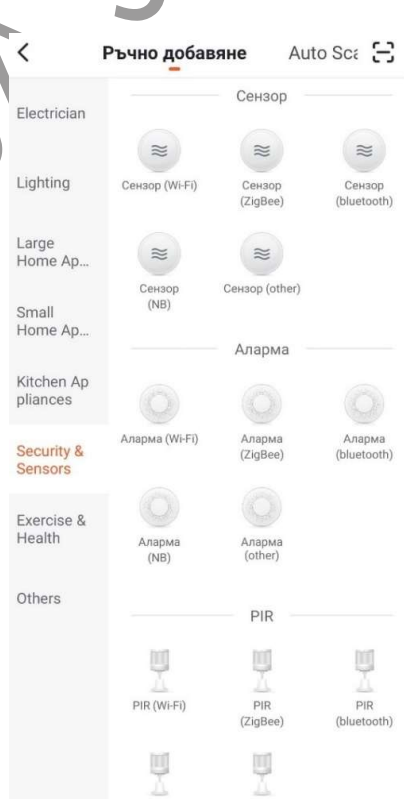 Ръчно добавяне
Auto Sca
Electrician
Lighting
Large
Home Ap...
Small
Home Ap...
Kitchen Ap
pliances
Security &
Sensors
Exercise &
Health
Others
Сензор
Сензор (Wi-Fi)
Сензор
(ZigBee)
Сензор
(bluetooth)
Сензор
(NB)
Сензор (other)
Аларма
Аларма (Wi-Fi)
Аларма
(ZigBee)
Аларма
(bluetooth)
Аларма
(NB)
Аларма
(other)
PIR
PIR (Wi-Fi)
PIR
(ZigBee)
PIR
(bluetooth)